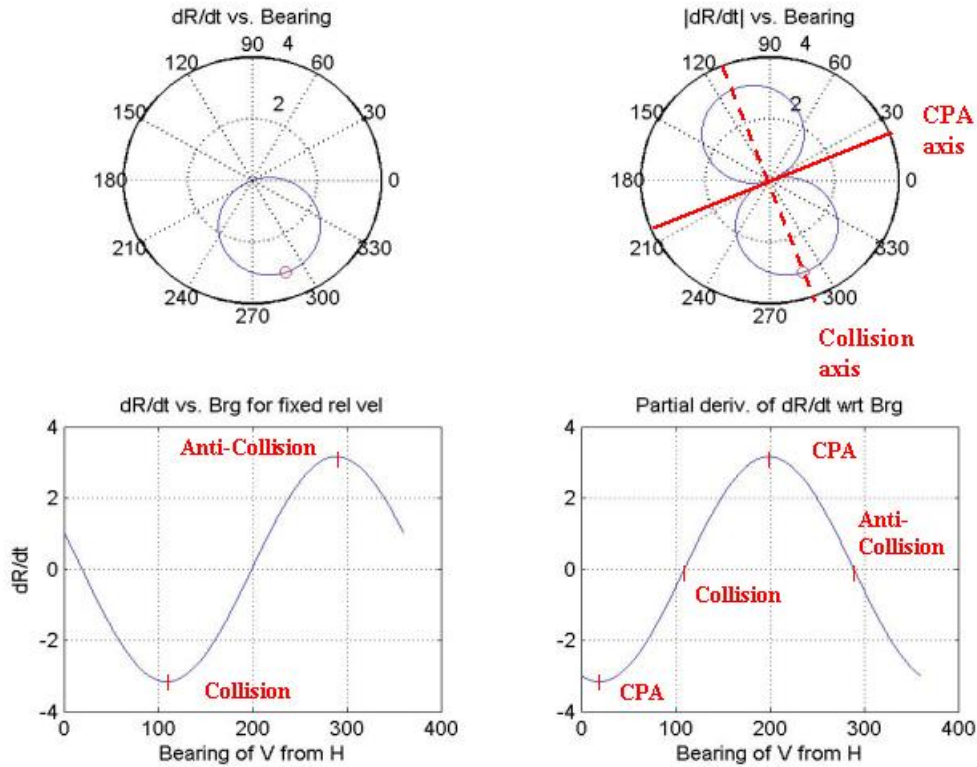 dR/dt vs. Bearing
90
4
120
60
150
2
30
180
0
210
330
240
300
270
|dR/dt| vs. Bearing
90
4
120
60
150
2
30
CPA
axis
180
0
210
330
240
300
270
Collision
axis
dR/dt vs. Brg for fixed rel vel
4
2
0
-2
-4
dR/dt
Anti-Collision
Collision
0
100
200
300
400
Bearing of V from H
Partial deriv. of dR/dt wrt Brg
4
2
0
-2
-4
CPA
Anti-
Collision
Collision
CPA
0
100
200
300
400
Bearing of V from H